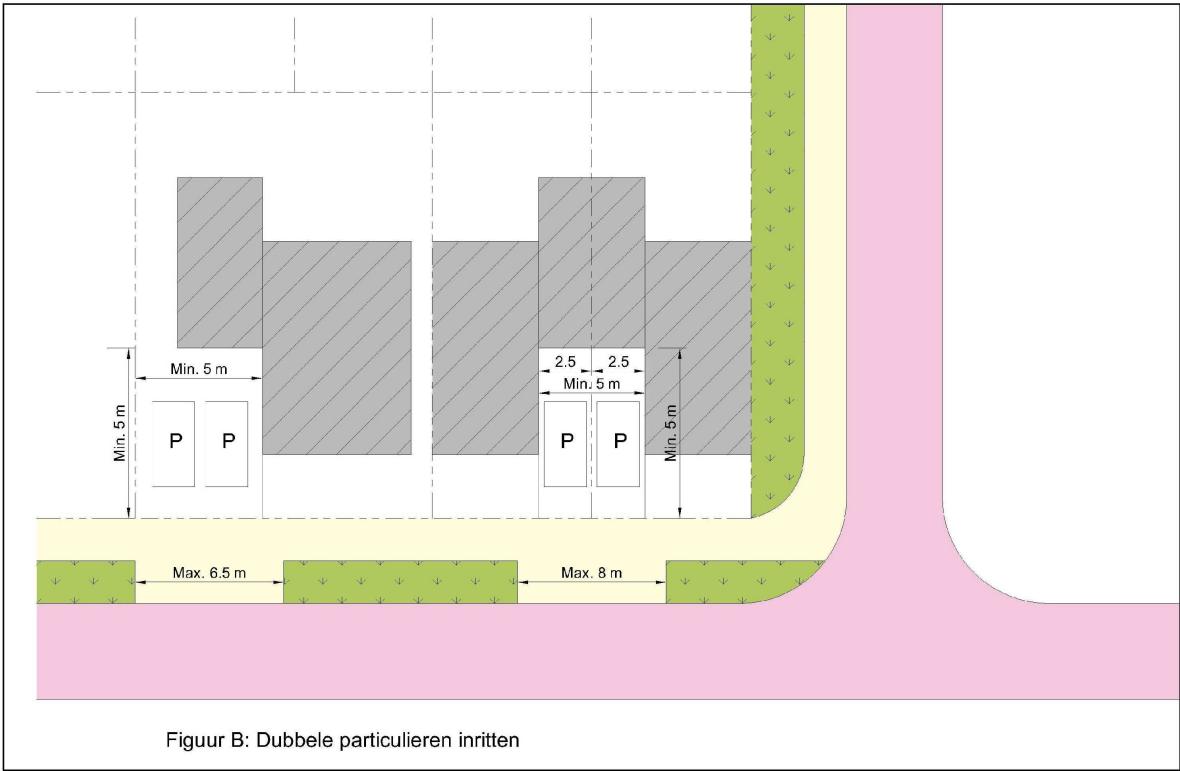 2.5 2.5
Min. 5 m Min. 5 m
Min. 5 m
P P P P
Min. 5 m
Max. 6.5 m Max. 8 m
Figuur B: Dubbele particulieren inritten